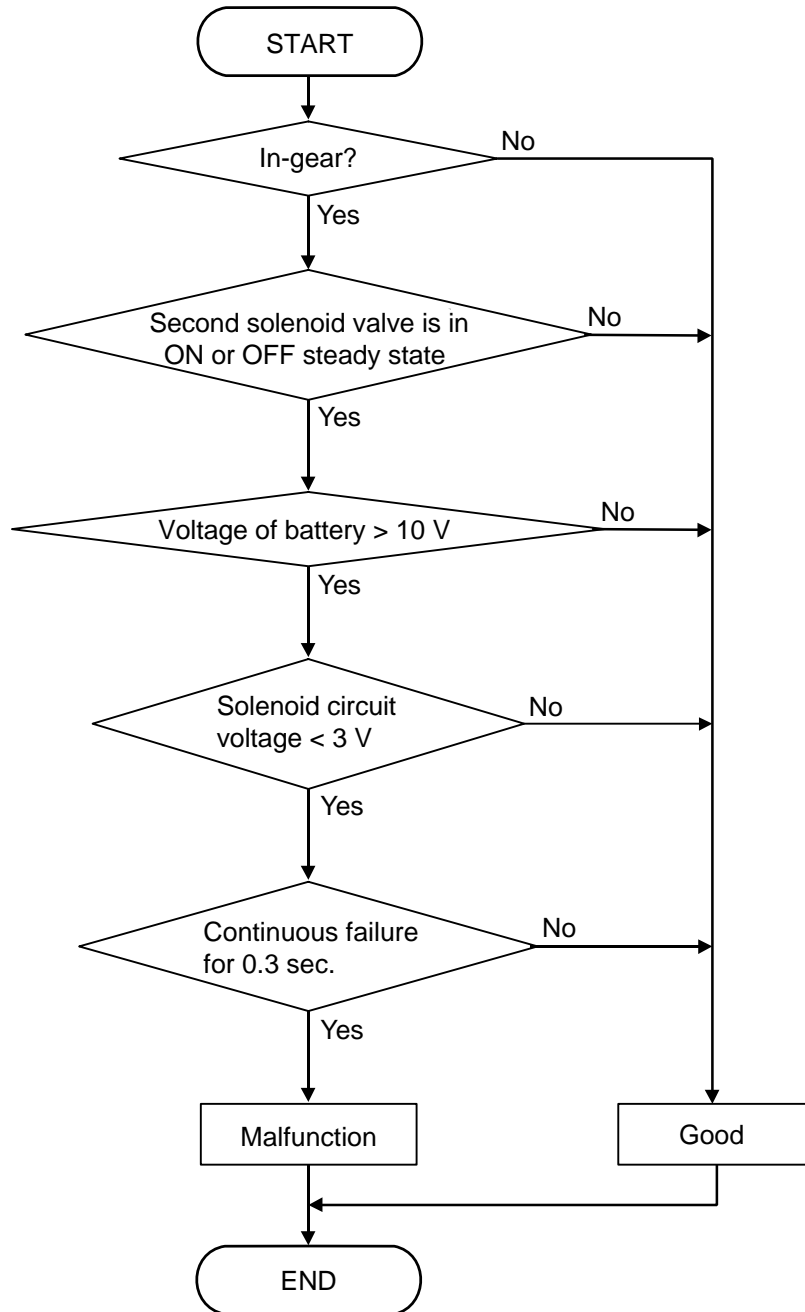 START
In-gear?
No
Yes
Second solenoid valve is in
ON or OFF steady state
No
Yes
Voltage of battery > 10 V
No
Yes
Solenoid circuit
voltage < 3 V
No
Yes
Continuous failure
for 0.3 sec.
No
Yes
Malfunction
Good
END